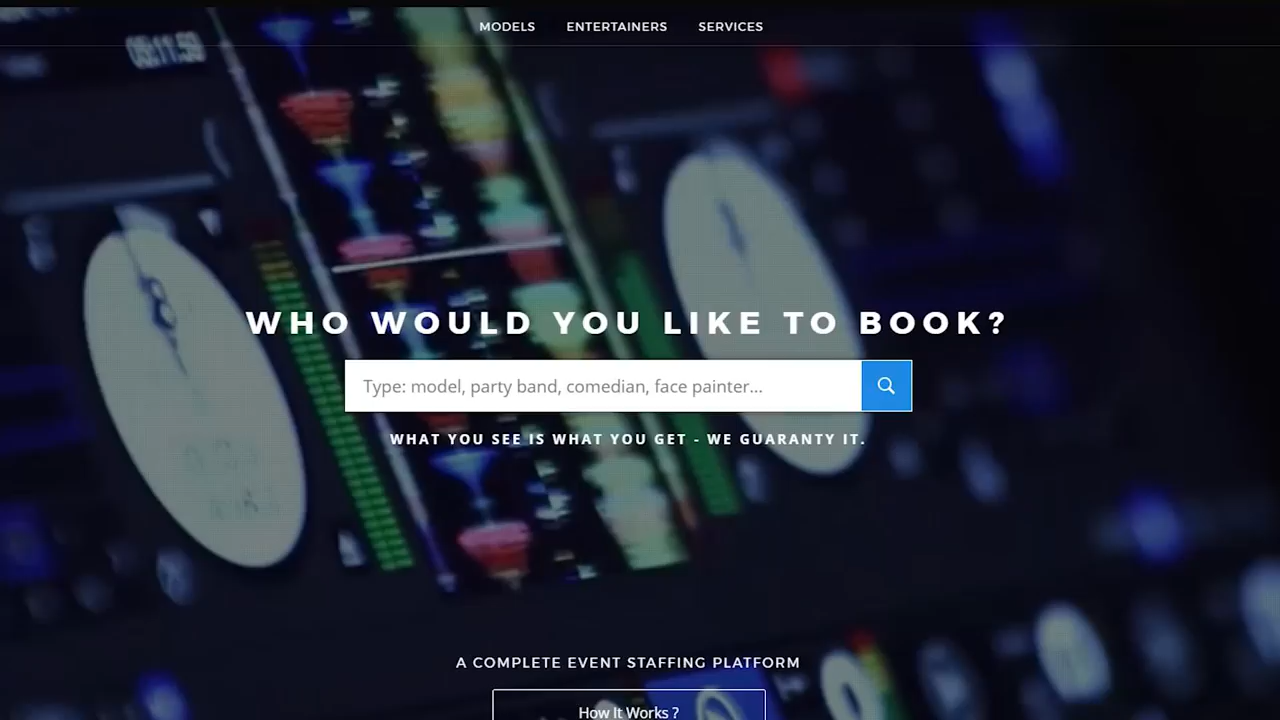 MODELS ENTERTAINERS SERVICES
WHO WOULD YOU LIKE TO BOOK?
Type: model, party band, comedian, face painter...
WHAT YOU SEE IS WHAT YOU GET - WE GUARANTY IT.
A COMPLETE EVENT STAFFING PLATFORM
How It Works ?